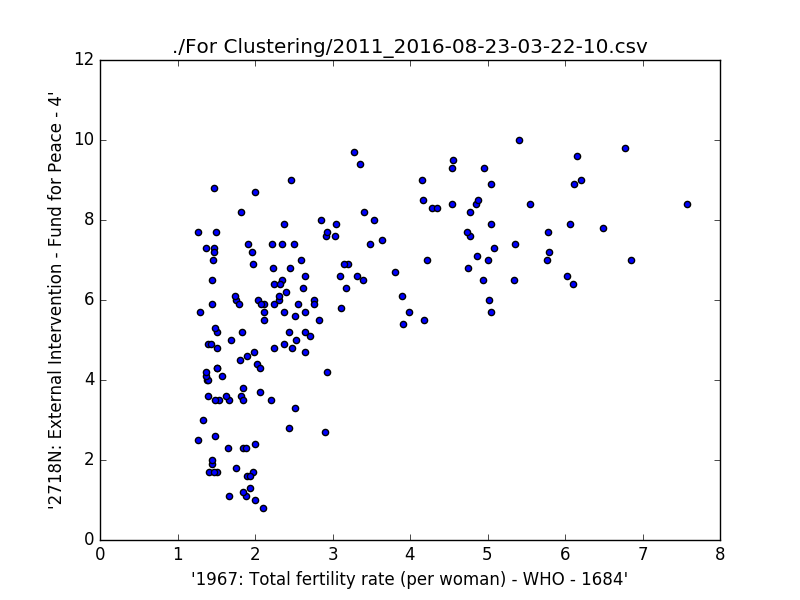 ./For Clustering/2011_2016-08-23-03-22-10.csv
12
10
8
6
4
2
0
'2718N: External Intervention - Fund for Peace - 4'
0 1 2 3 4 5 6 7 8
'1967: Total fertility rate (per woman) - WHO - 1684'